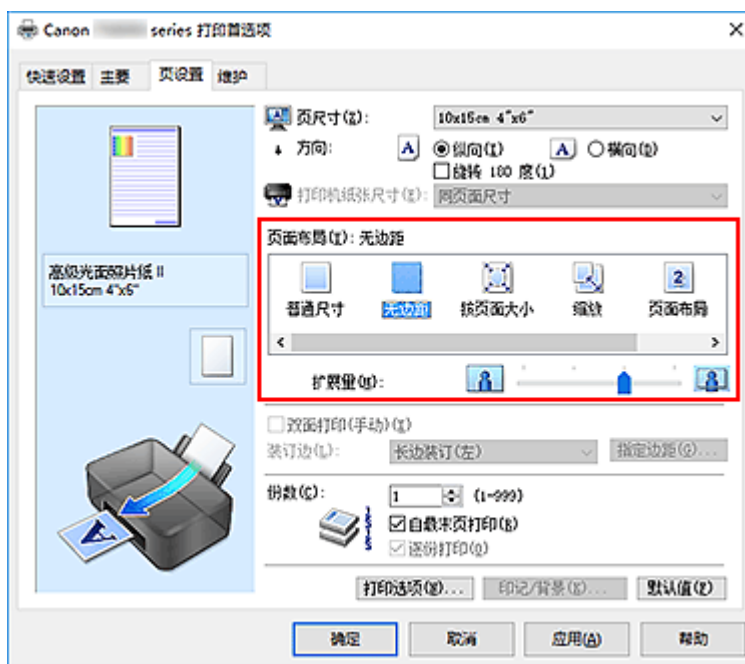 Canon series 打印首选项
快速设置 主要 页设置 维护
页尺寸(Z): 10x15cm 4"x6"
方向: A 纵向(I) A 横向(D)
旋转 180 度(1)
打印机纸张尺寸(E): 同页面尺寸
高级光面照片纸 II
10x15cm 4"x6"
页面布局(Y): 无边距
普通尺寸 无边距 按页面大小 缩放 页面布局
扩展量(N):
双面打印(手动)(X)
装订边(L): 长边装订(左) 指定边距(G)...
份数(C): 1 (1-999)
自最末页打印(R)
逐份打印(O)
打印选项(W)... 印记/背景(S)... 默认值(F)
确定 取消 应用(A) 帮助